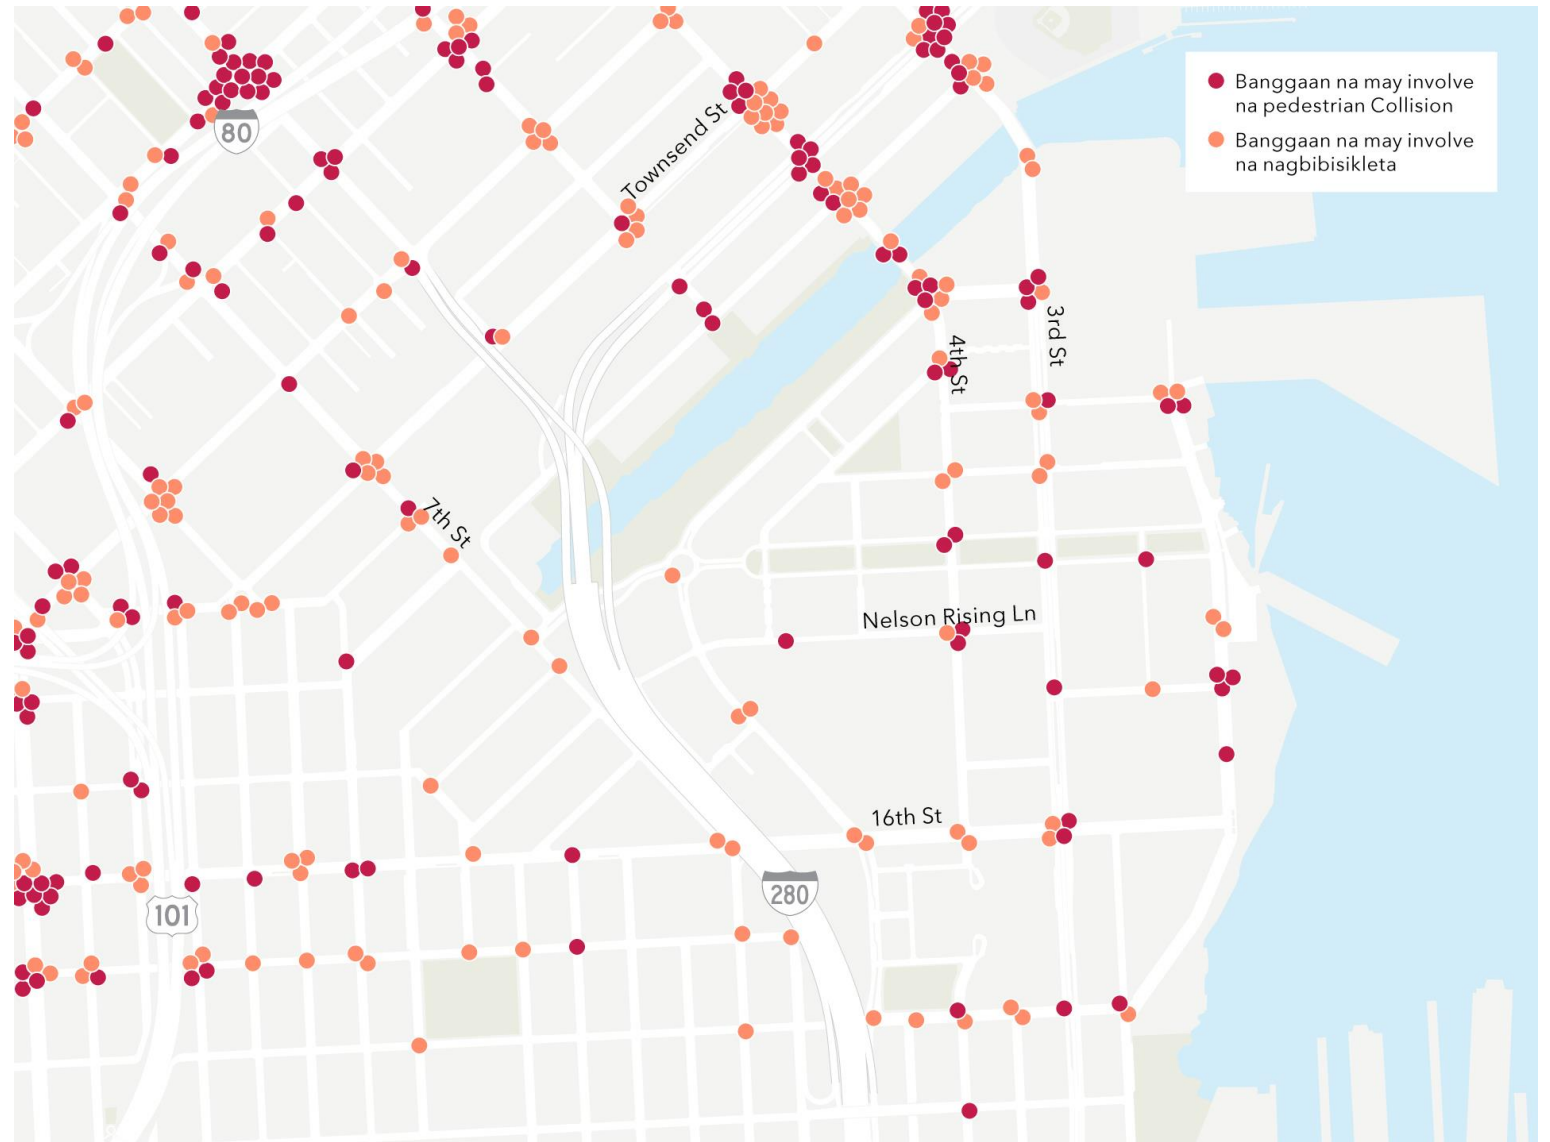 Banggaan na may involve
na pedestrian Collision
Banggaan na may involve
na nagbibisikleta
80
Townsend St
3rd St
4th St
7th St
Nelson Rising Ln
16th St
280
101